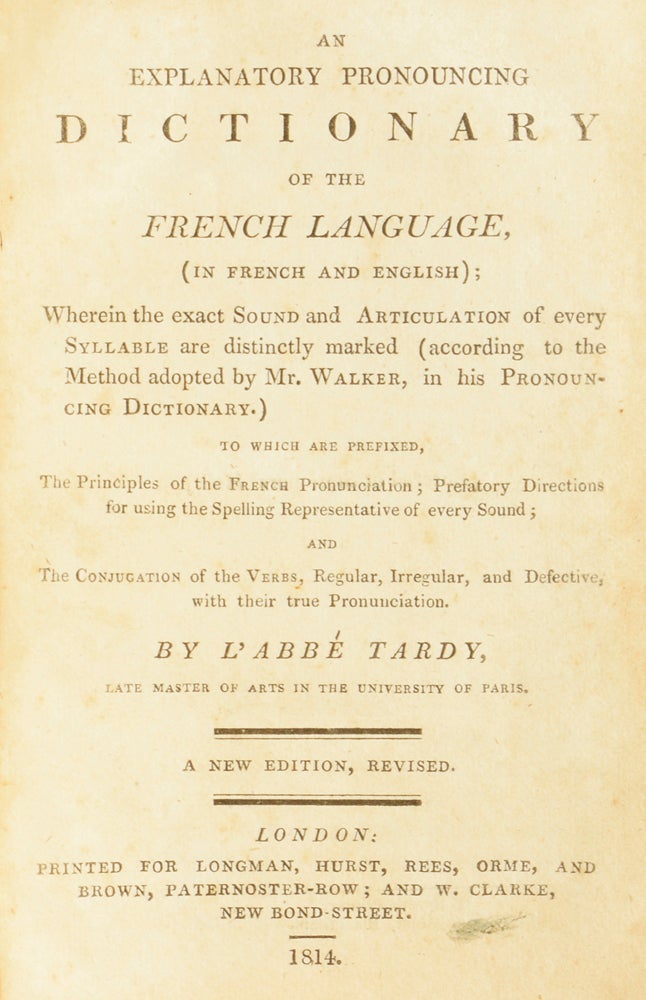 AN
EXPLANATORY PRONOUNCING
DICTIONARY
OF THE
FRENCH LANGUAGE,
(IN FRENCH AND ENGLISH);
Wherein the exact SOUND and ARTICULATION of every
SYLLABLE are distinctly marked (according to the
Method adopted by Mr. WALKER, in his PRONOUN-
CING DICTIONARY.)
TO WHICH ARE PREFIXED,
The Principles of the FRENCH Pronunciation; Prefatory Directions
for using the Spelling Representative of every Sound;
AND
The CONJUGATION of the VERBS, Regular, Irregular, and Defective,
with their true Pronunciation.
BY L'ABBÉ TARDY,
LATE MASTER OF ARTS IN THE UNIVERSITY OF PARIS.
A NEW EDITION, REVISED.
LONDON:
PRINTED FOR LONGMAN, HURST, REES, ORME, AND
BROWN, PATERNOSTER-ROW; AND W. CLARKE,
NEW BOND-STREET.
1814.